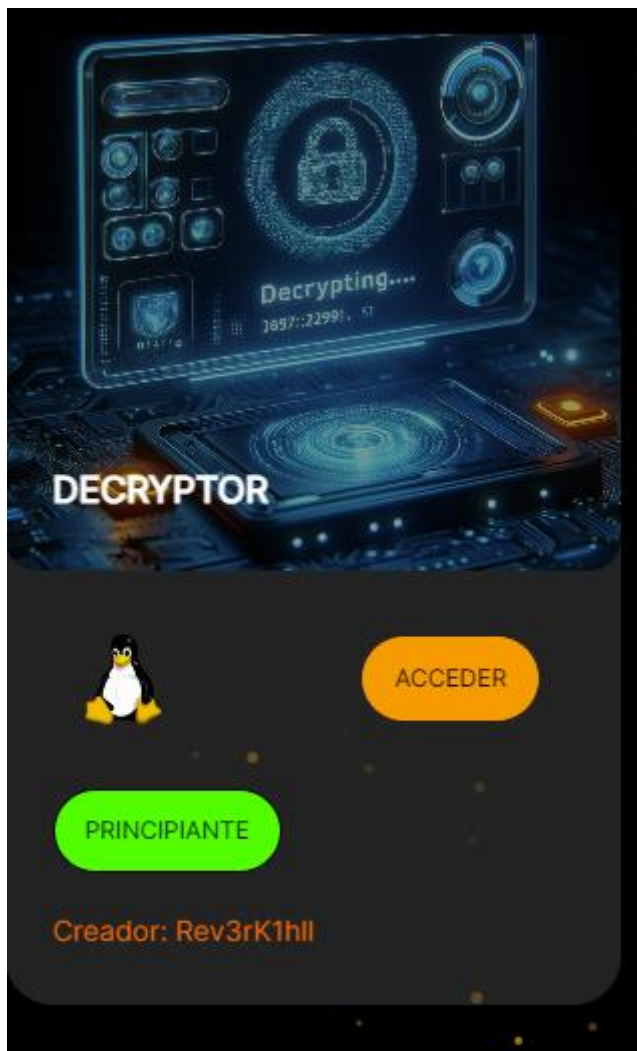 Decrypting....
DECRYPTOR
ACCEDER
PRINCIPIANTE
Creador: Rev3rK1hll